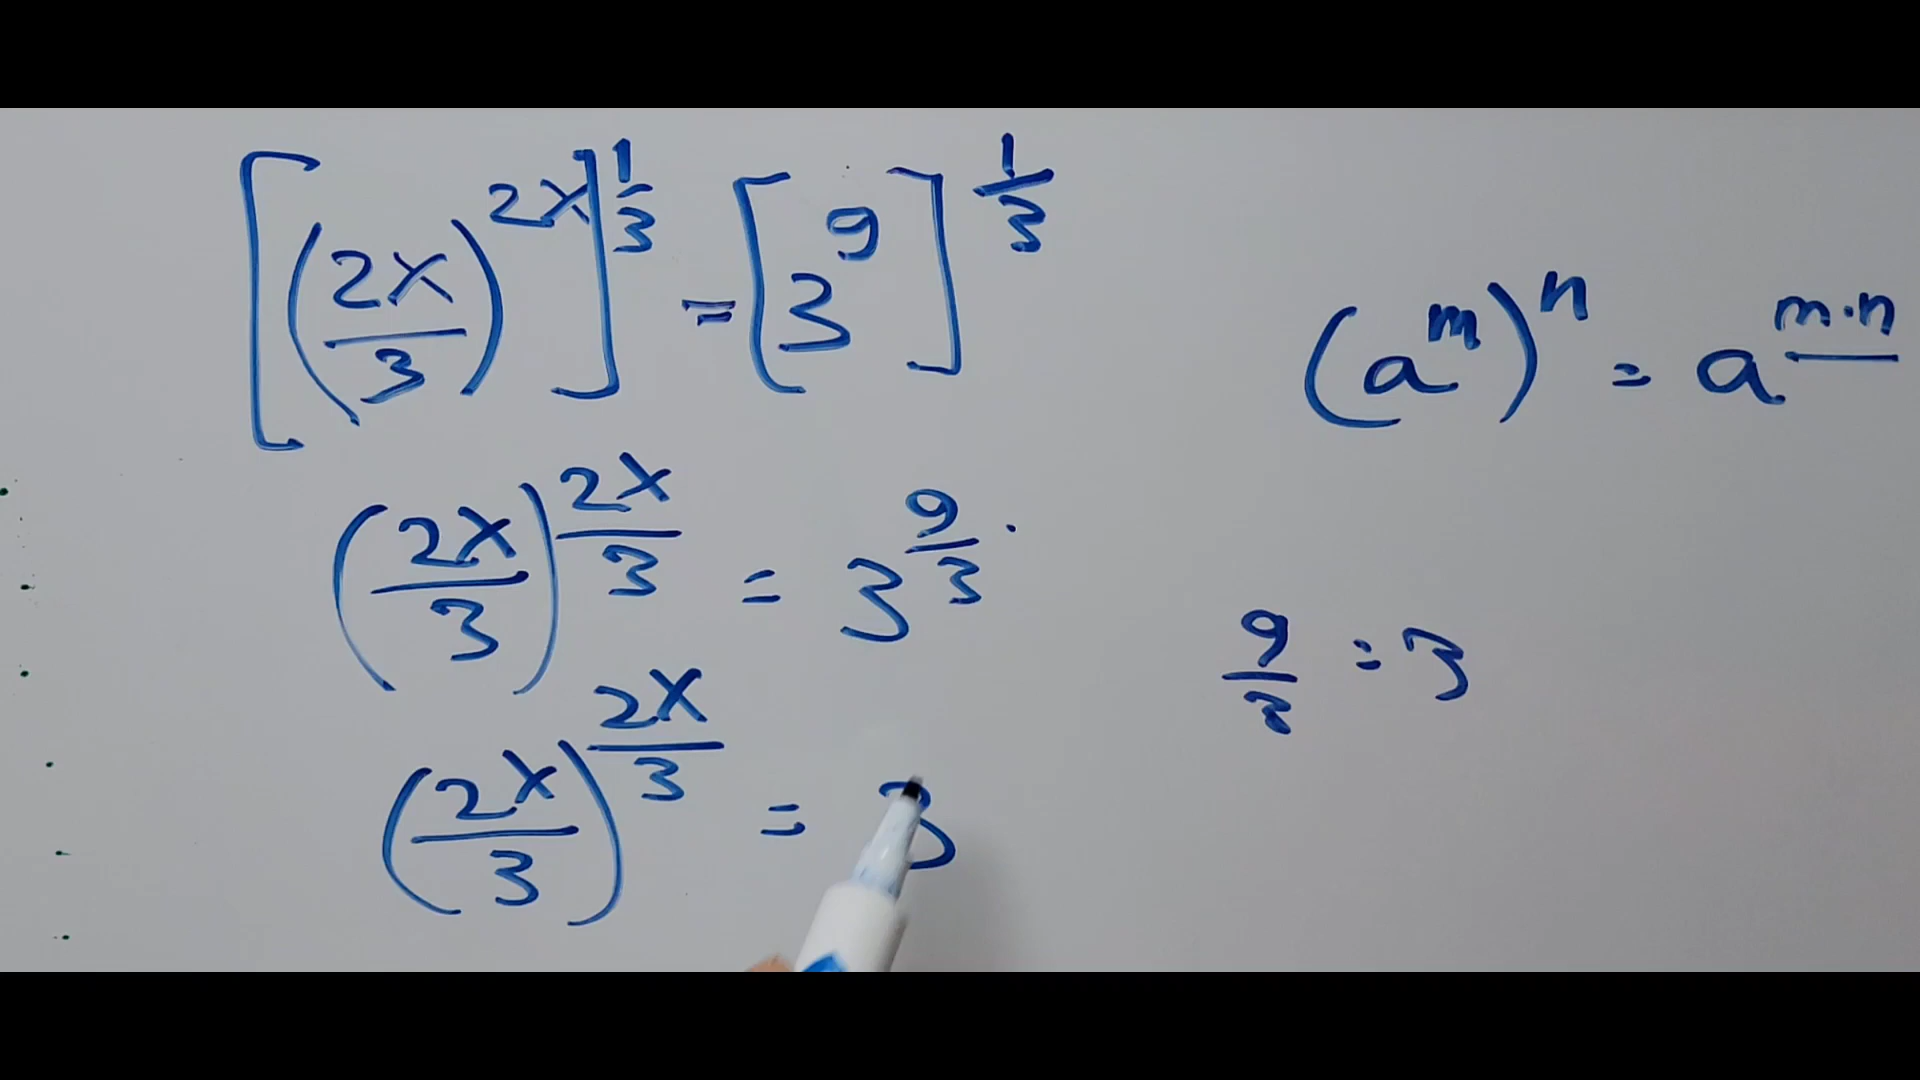 [(2x/3)^2x]^1/3 = [3^9]^1/3
(a^m)^n = a^m·n
(2x/3)^2x/3 = 3^9/3
9/3 = 3
(2x/3)^2x/3 = 3